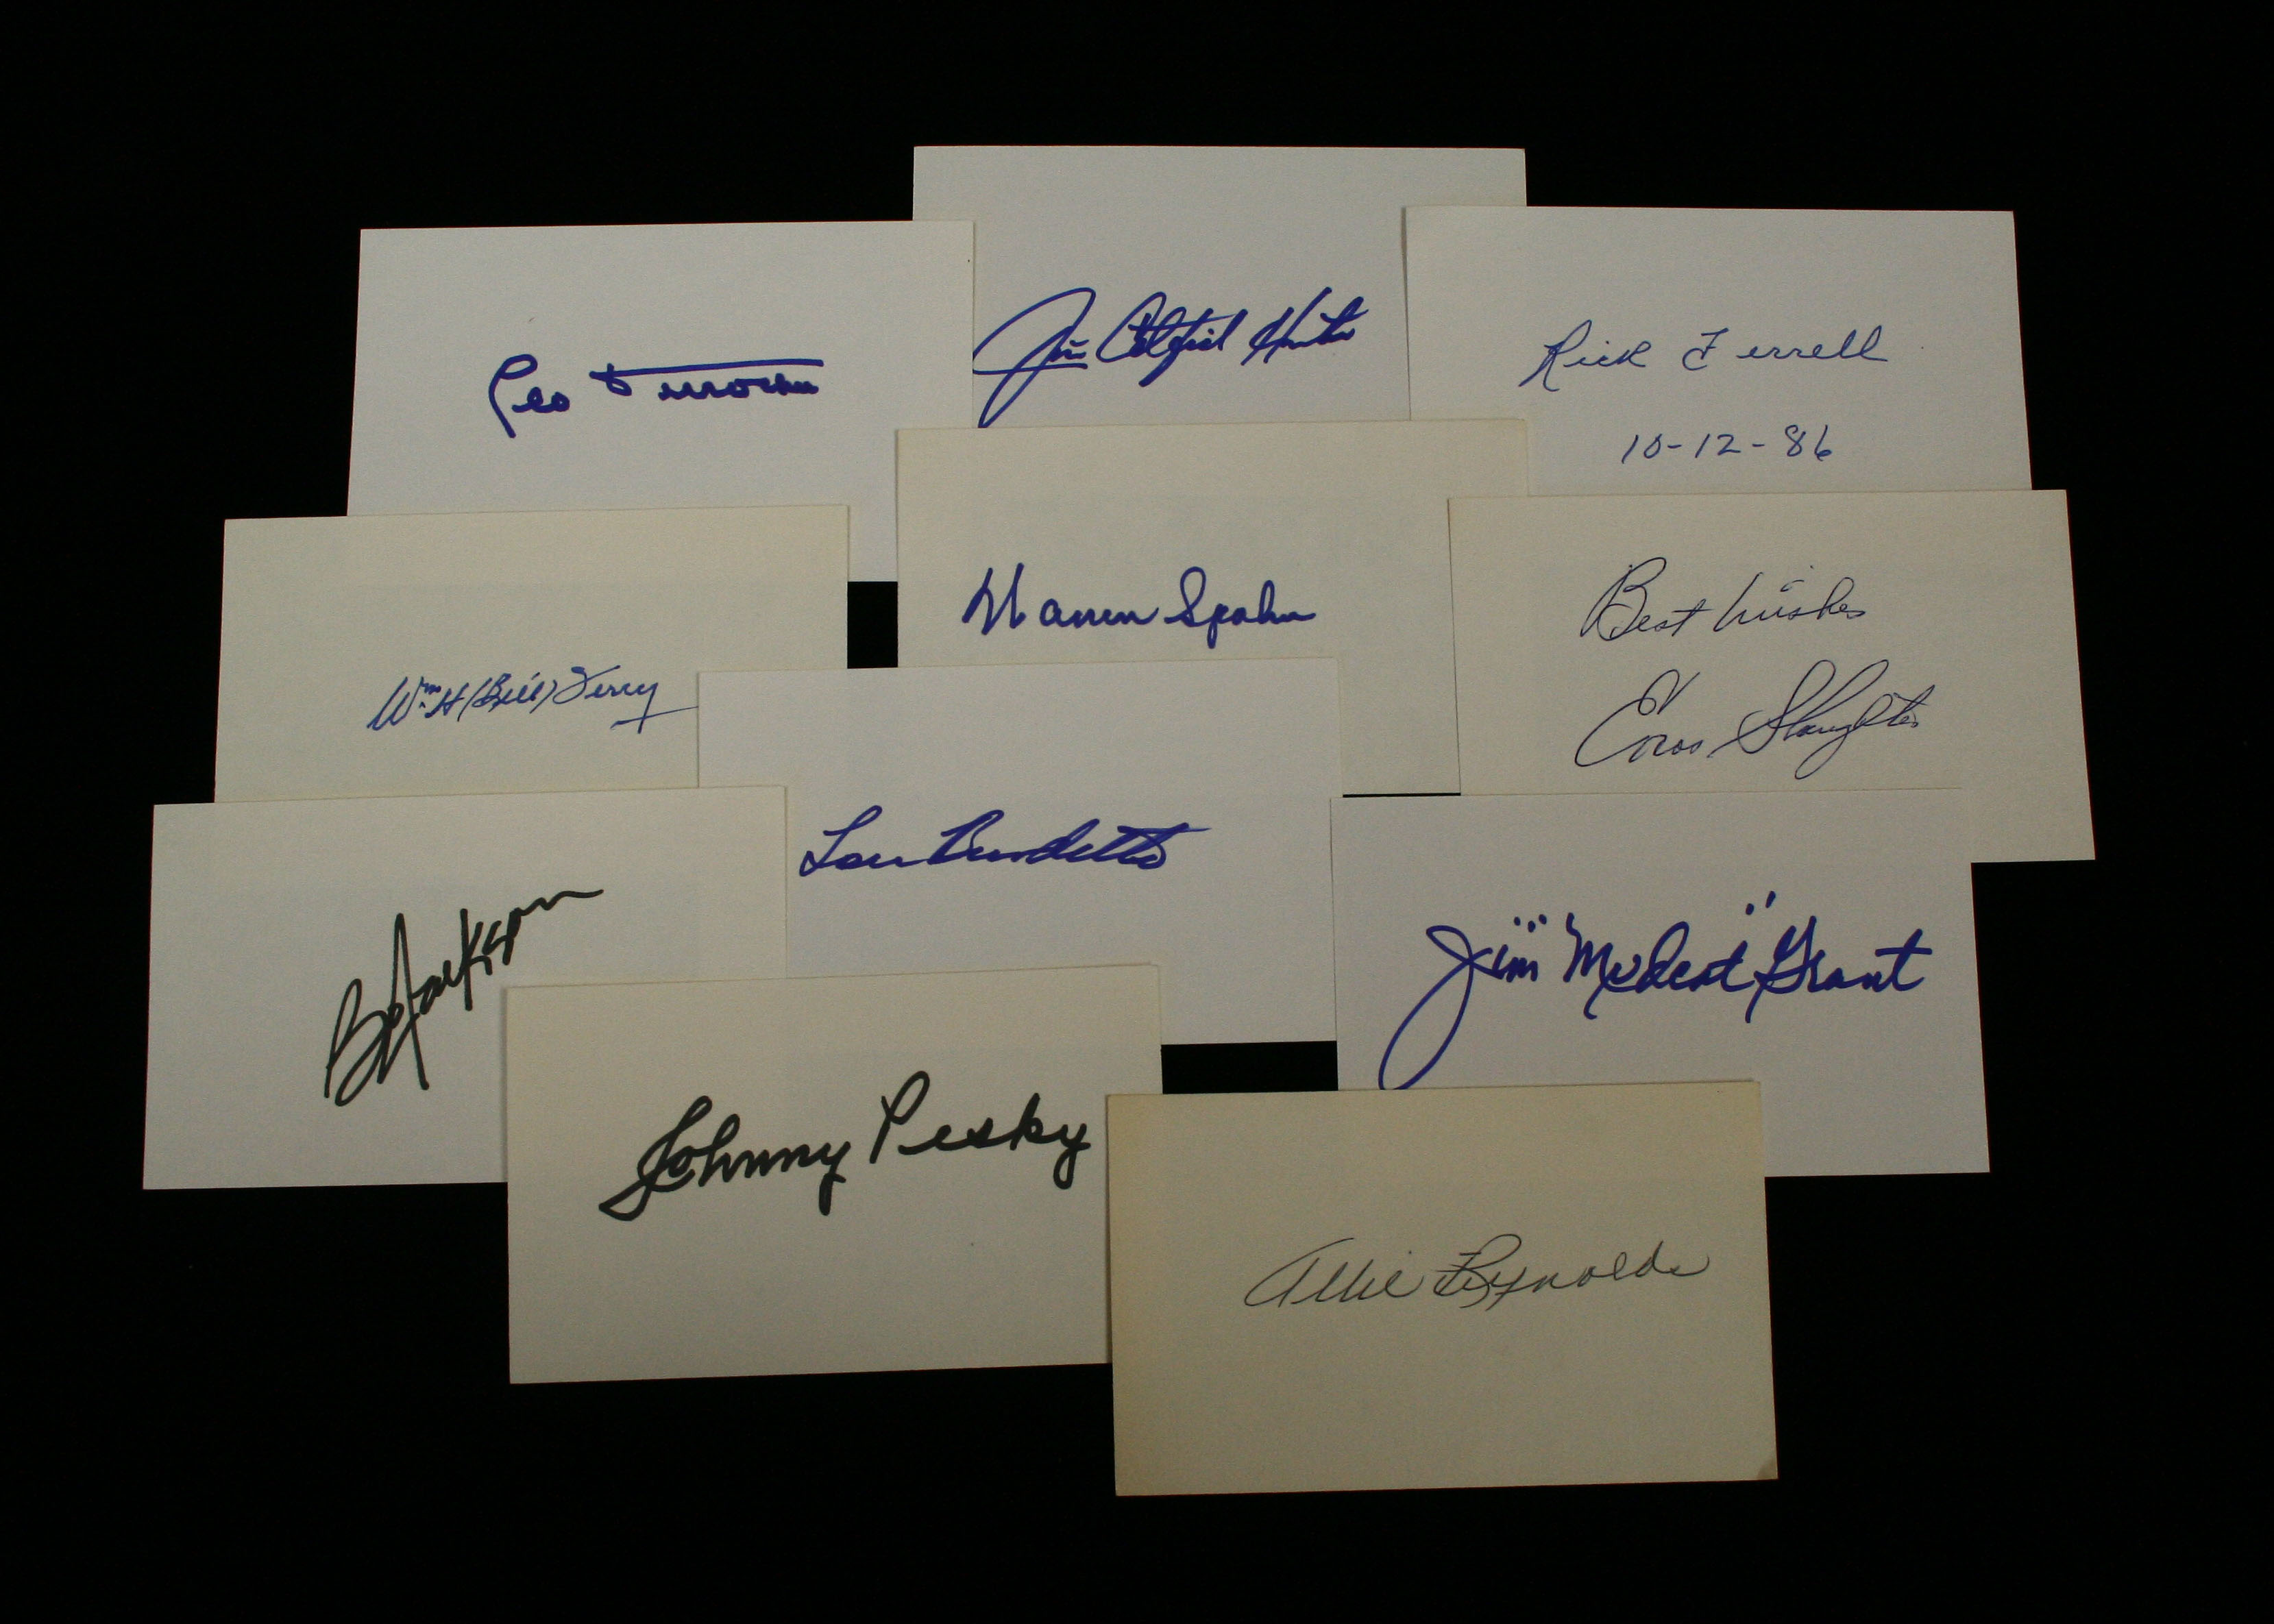 Leo Durocher
Jim Catfish Hunter
Rick Ferrell
10-12-86
Wm H (Bill) Terry
Warren Spahn
Best Wishes
Enos Slaughter
Bo Jackson
Lou Burdette
Jim "Mudcat" Grant
Johnny Pesky
Allie Reynolds